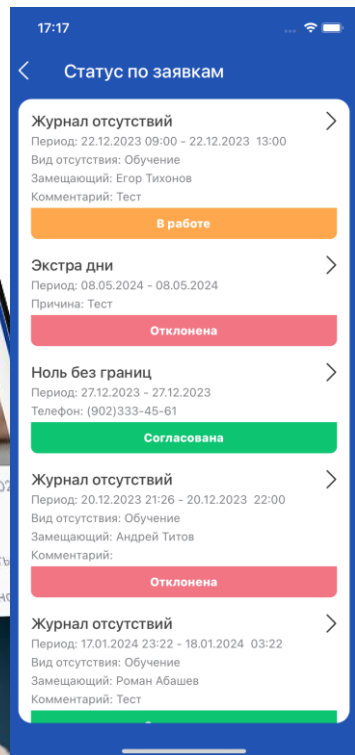 17:17
Статус по заявкам
Журнал отсутствий
Период: 22.12.2023 09:00 - 22.12.2023 13:00
Вид отсутствия: Обучение
Замещающий: Егор Тихонов
Комментарий: Тест
В работе
Экстра дни
Период: 08.05.2024 - 08.05.2024
Причина: Тест
Отклонена
Ноль без границ
Период: 27.12.2023 - 27.12.2023
Телефон: (902)333-45-61
Согласована
Журнал отсутствий
Период: 20.12.2023 21:26 - 20.12.2023 22:00
Вид отсутствия: Обучение
Замещающий: Андрей Титов
Комментарий:
Отклонена
Журнал отсутствий
Период: 17.01.2024 23:22 - 18.01.2024 03:22
Вид отсутствия: Обучение
Замещающий: Роман Абашев
Комментарий: Тест